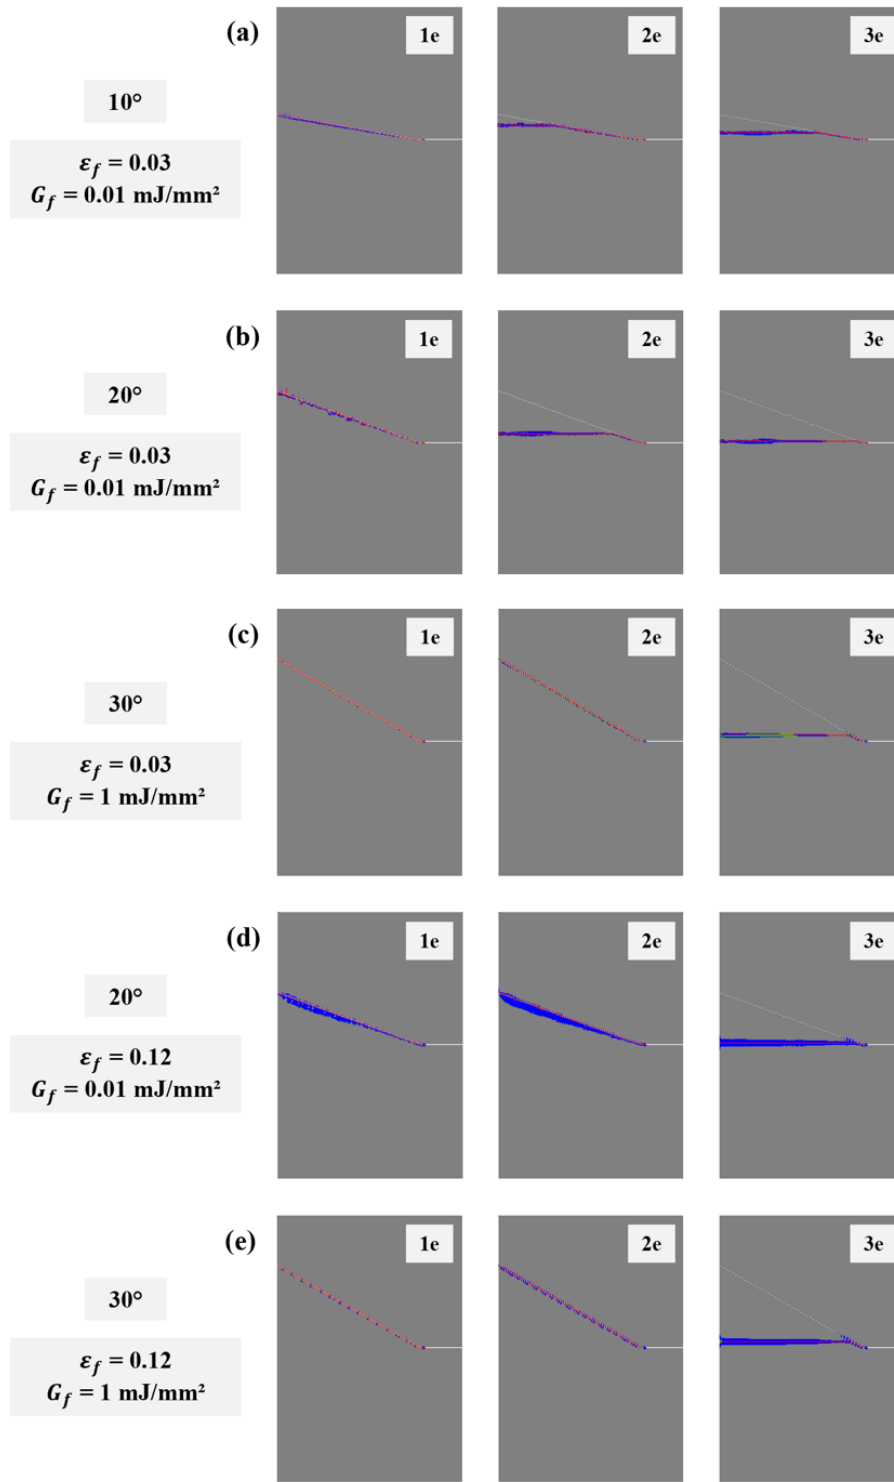 (a)
1e
2e
3e
10°
εf = 0.03
Gf = 0.01 mJ/mm²
(b)
1e
2e
3e
20°
εf = 0.03
Gf = 0.01 mJ/mm²
(c)
1e
2e
3e
30°
εf = 0.03
Gf = 1 mJ/mm²
(d)
1e
2e
3e
20°
εf = 0.12
Gf = 0.01 mJ/mm²
(e)
1e
2e
3e
30°
εf = 0.12
Gf = 1 mJ/mm²